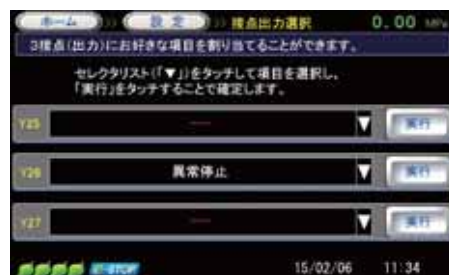 ホーム 設定 接点出力選択 0.00
3接点(出力)にお好きな項目を割り当てることができます。
セレクタリスト(「▼」)をタッチして項目を選択し、
「実行」をタッチすることで確定します。
Y25 ---- ▼ 実行
Y26 異常停止 ▼ 実行
Y27 ---- ▼ 実行
E-STOP 15/02/06 11:34